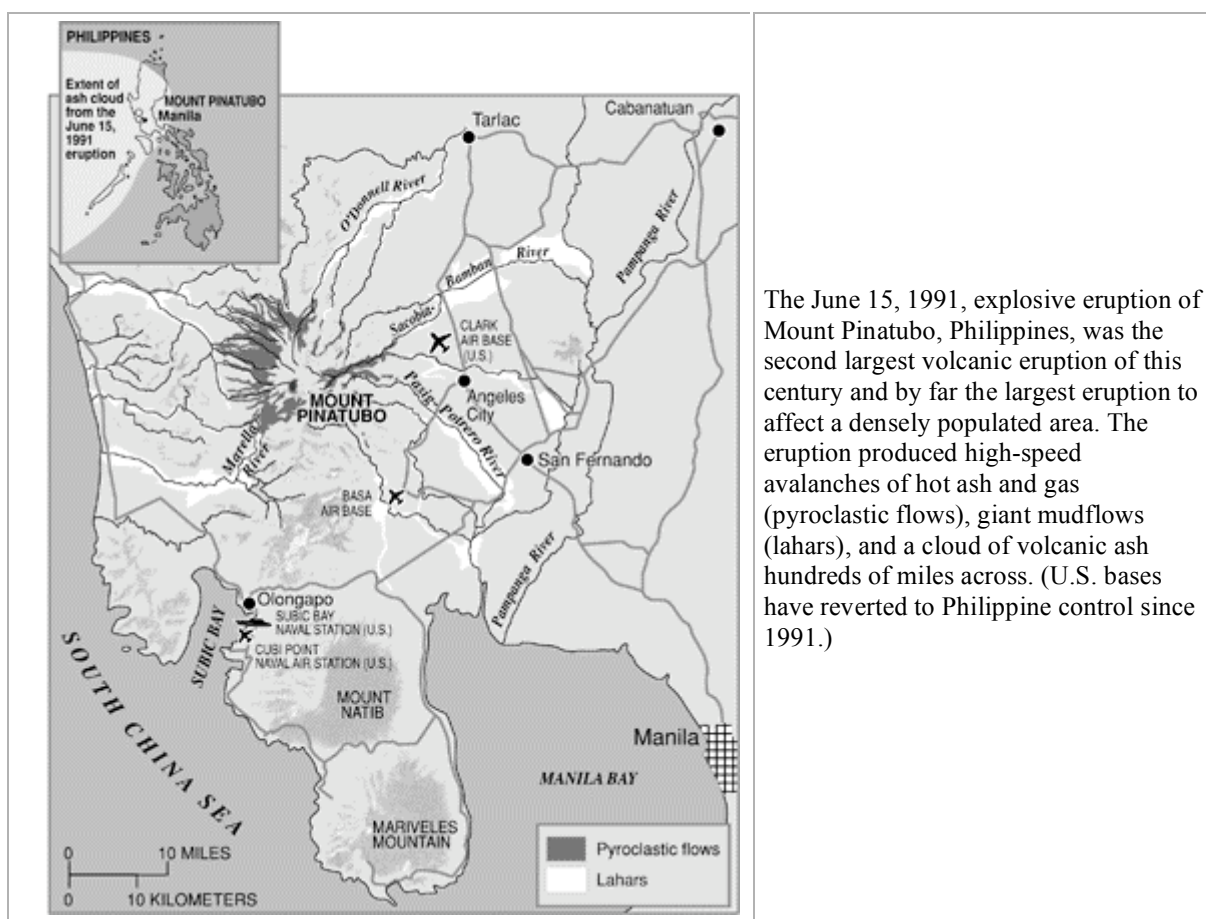 PHILIPPINES
Extent of
ash cloud
from the
June 15,
1991
eruption
MOUNT PINATUBO
Manila
Cabanatuan
Tarlac
O'Donnell River
Pampanga River
Sacobia-
Bamban
River
CLARK
AIR BASE
(U.S.)
Angeles
City
MOUNT
PINATUBO
Pasig-
Potrero River
Marella
River
San Fernando
BASA
AIR BASE
Pampanga River
Olongapo
SUBIC BAY
NAVAL STATION (U.S.)
SUBIC BAY
CUBI POINT
NAVAL AIR STATION (U.S.)
MOUNT
NATIB
SOUTH CHINA SEA
Manila
MANILA BAY
MARIVELES
MOUNTAIN
0 10 MILES
0 10 KILOMETERS
Pyroclastic flows
Lahars
The June 15, 1991, explosive eruption of
Mount Pinatubo, Philippines, was the
second largest volcanic eruption of this
century and by far the largest eruption to
affect a densely populated area. The
eruption produced high-speed
avalanches of hot ash and gas
(pyroclastic flows), giant mudflows
(lahars), and a cloud of volcanic ash
hundreds of miles across. (U.S. bases
have reverted to Philippine control since
1991.)